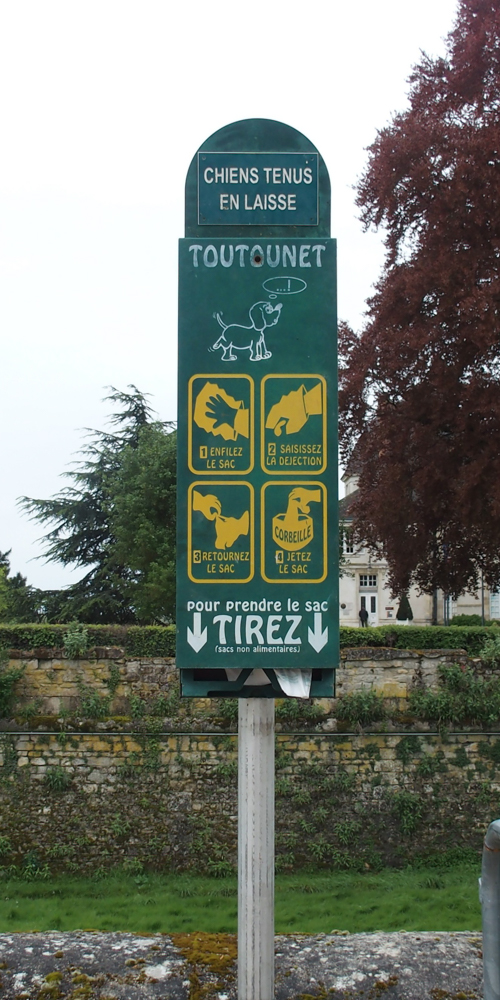 CHIENS TENUS
EN LAISSE
TOUTOUNET
...!
1 ENFILEZ
LE SAC
2 SAISISSEZ
LA DEJECTION
3 RETOURNEZ
LE SAC
CORBEILLE
4 JETEZ
LE SAC
pour prendre le sac
TIREZ
(sacs non alimentaires)